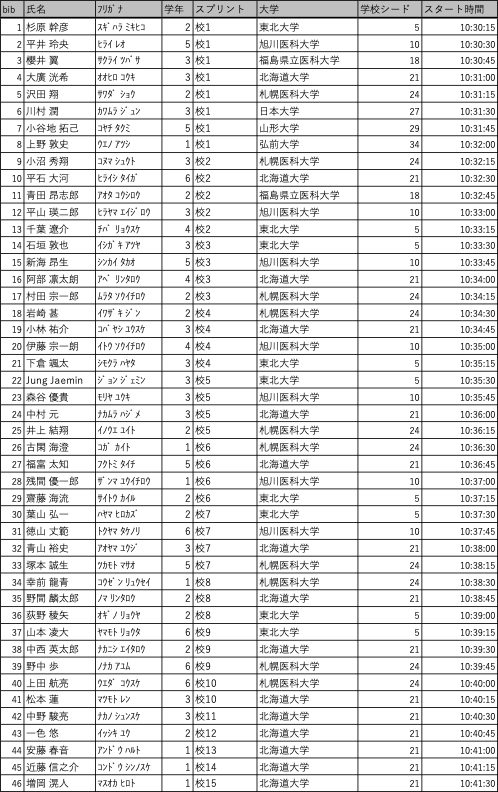 bib 氏名 ﾌﾘｶﾞﾅ 学年 スプリント 大学 学校シード スタート時間
1 杉原 幹彦 ｽｷﾞﾊﾗ ﾐｷﾋｺ 2 校1 東北大学 5 10:30:15
2 平井 玲央 ﾋﾗｲ ﾚｵ 5 校1 旭川医科大学 10 10:30:30
3 櫻井 翼 ｻｸﾗｲ ﾂﾊﾞｻ 3 校1 福島県立医科大学 18 10:30:45
4 大廣 洸希 ｵｵﾋﾛ ｺｳｷ 2 校1 北海道大学 21 10:31:00
5 沢田 翔 ｻﾜﾀﾞ ｼｮｳ 2 校1 札幌医科大学 24 10:31:15
6 川村 潤 ｶﾜﾑﾗ ｼﾞｭﾝ 3 校1 日本大学 27 10:31:30
7 小谷地 拓己 ｺﾔﾁ ﾀｸﾐ 5 校1 山形大学 29 10:31:45
8 上野 敦史 ｳｴﾉ ｱﾂｼ 1 校1 弘前大学 34 10:32:00
9 小沼 秀翔 ｺﾇﾏ ｼｭｳﾄ 3 校2 札幌医科大学 24 10:32:15
10 平石 大河 ﾋﾗｲｼ ﾀｲｶﾞ 6 校2 北海道大学 21 10:32:30
11 青田 昂志郎 ｱｵﾀ ｺｳｼﾛｳ 2 校2 福島県立医科大学 18 10:32:45
12 平山 瑛二郎 ﾋﾗﾔﾏ ｴｲｼﾞﾛｳ 3 校2 旭川医科大学 10 10:33:00
13 千葉 遼介 ﾁﾊﾞ ﾘｮｳｽｹ 4 校2 東北大学 5 10:33:15
14 石垣 敦也 ｲｼｶﾞｷ ｱﾂﾔ 3 校3 東北大学 5 10:33:30
15 新海 昂生 ｼﾝｶｲ ﾀｶｵ 5 校3 旭川医科大学 10 10:33:45
16 阿部 凛太朗 ｱﾍﾞ ﾘﾝﾀﾛｳ 4 校3 北海道大学 21 10:34:00
17 村田 宗一郎 ﾑﾗﾀ ｿｳｲﾁﾛｳ 2 校3 札幌医科大学 24 10:34:15
18 岩崎 甚 ｲﾜｻﾞｷ ｼﾞﾝ 2 校4 札幌医科大学 24 10:34:30
19 小林 祐介 ｺﾊﾞﾔｼ ﾕｳｽｹ 3 校4 北海道大学 21 10:34:45
20 伊藤 宗一朗 ｲﾄｳ ｿｳｲﾁﾛｳ 4 校4 旭川医科大学 10 10:35:00
21 下倉 颯太 ｼﾓｸﾗ ﾊﾔﾀ 3 校4 東北大学 5 10:35:15
22 Jung Jaemin ｼﾞｮﾝ ｼﾞｪﾐﾝ 3 校5 東北大学 5 10:35:30
23 森谷 優貴 ﾓﾘﾔ ﾕｳｷ 3 校5 旭川医科大学 10 10:35:45
24 中村 元 ﾅｶﾑﾗ ﾊｼﾞﾒ 3 校5 北海道大学 21 10:36:00
25 井上 結翔 ｲﾉｳｴ ﾕｲﾄ 2 校5 札幌医科大学 24 10:36:15
26 古閑 海澄 ｺｶﾞ ｶｲﾄ 1 校6 札幌医科大学 24 10:36:30
27 福富 太知 ﾌｸﾄﾐ ﾀｲﾁ 5 校6 北海道大学 21 10:36:45
28 残間 優一郎 ｻﾞﾝﾏ ﾕｳｲﾁﾛｳ 1 校6 旭川医科大学 10 10:37:00
29 齋藤 海流 ｻｲﾄｳ ｶｲﾙ 2 校6 東北大学 5 10:37:15
30 葉山 弘一 ﾊﾔﾏ ﾋﾛｶｽﾞ 2 校7 東北大学 5 10:37:30
31 徳山 丈範 ﾄｸﾔﾏ ﾀｹﾉﾘ 6 校7 旭川医科大学 10 10:37:45
32 青山 裕史 ｱｵﾔﾏ ﾕｳｼﾞ 3 校7 北海道大学 21 10:38:00
33 塚本 誠生 ﾂｶﾓﾄ ﾏｻｵ 5 校7 札幌医科大学 24 10:38:15
34 幸前 龍青 ｺｳｾﾞﾝ ﾘｭｳｾｲ 1 校8 札幌医科大学 24 10:38:30
35 野間 麟太郎 ﾉﾏ ﾘﾝﾀﾛｳ 2 校8 北海道大学 21 10:38:45
36 荻野 稜矢 ｵｷﾞﾉ ﾘｮｳﾔ 2 校8 東北大学 5 10:39:00
37 山本 凌大 ﾔﾏﾓﾄ ﾘｮｳﾀ 6 校9 東北大学 5 10:39:15
38 中西 英太郎 ﾅｶﾆｼ ｴｲﾀﾛｳ 2 校9 北海道大学 21 10:39:30
39 野中 歩 ﾉﾅｶ ｱﾕﾑ 6 校9 札幌医科大学 24 10:39:45
40 上田 航亮 ｳｴﾀﾞ ｺｳｽｹ 6 校10 札幌医科大学 24 10:40:00
41 松本 蓮 ﾏﾂﾓﾄ ﾚﾝ 3 校10 北海道大学 21 10:40:15
42 中野 駿亮 ﾅｶﾉ ｼｭﾝｽｹ 3 校11 北海道大学 21 10:40:30
43 一色 悠 ｲｯｼｷ ﾕｳ 2 校12 北海道大学 21 10:40:45
44 安藤 春音 ｱﾝﾄﾞｳ ﾊﾙﾄ 1 校13 北海道大学 21 10:41:00
45 近藤 信之介 ｺﾝﾄﾞｳ ｼﾝﾉｽｹ 1 校14 北海道大学 21 10:41:15
46 増岡 滉人 ﾏｽｵｶ ﾋﾛﾄ 1 校15 北海道大学 21 10:41:30